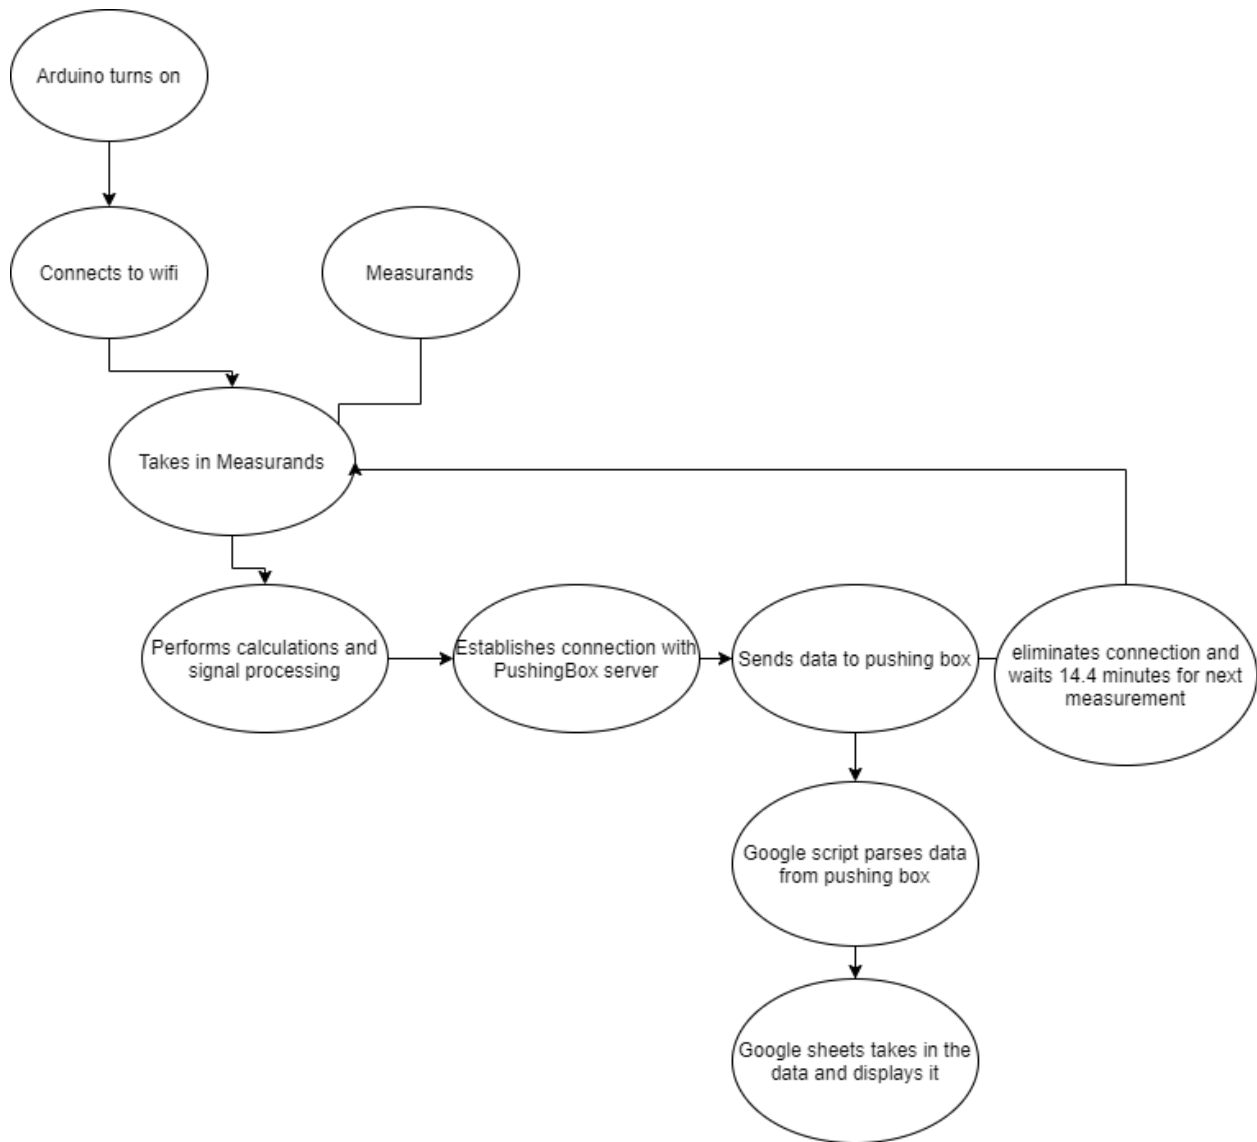 Arduino turns on
Connects to wifi
Measurands
Takes in Measurands
Performs calculations and
signal processing
Establishes connection with
PushingBox server
Sends data to pushing box
eliminates connection and
waits 14.4 minutes for next
measurement
Google script parses data
from pushing box
Google sheets takes in the
data and displays it